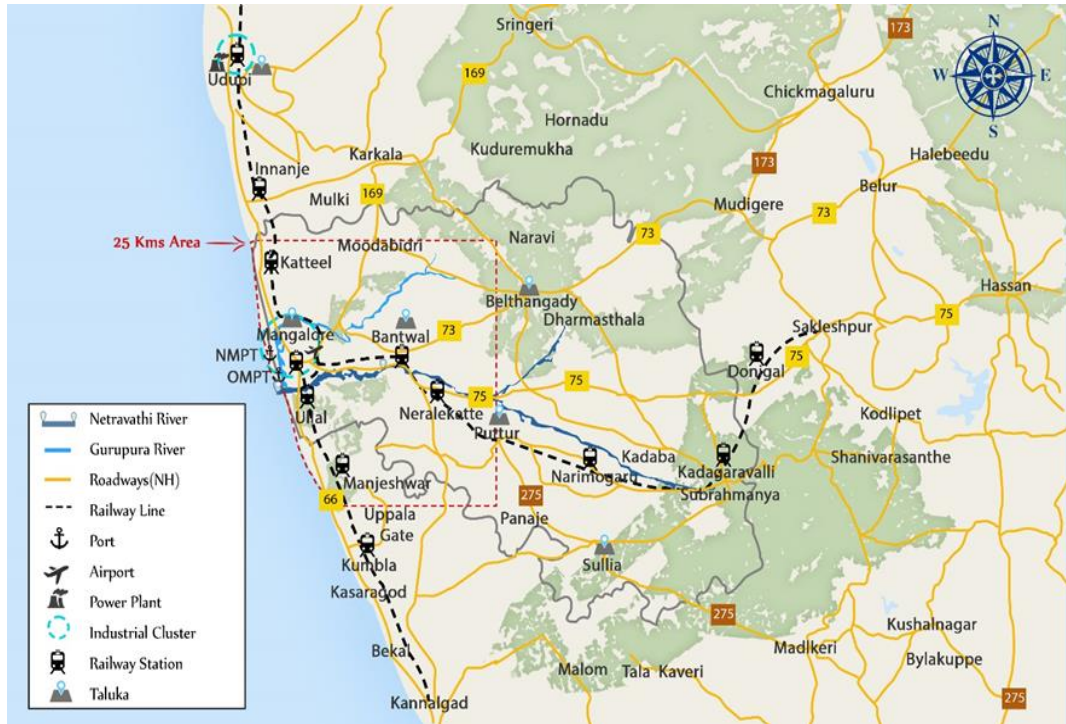 Sringeri
173
N
W
E
S
Udupi
169
Chickmagaluru
Hornadu
Kuduremukha
Karkala
Halebeedu
Innanje
173
Belur
169
Mulki
Mudigere
73
25 Kms Area
Moodabidri
Naravi
73
Katteel
Hassan
Belthangady
Dharmasthala
Mangalore
Bantwal
73
Sakleshpur
75
NMPT
OMPT
Donigal
75
75
75
Ullal
Neralekatte
Kodlipet
Puttur
Kadaba
Shanivarasanthe
Narimogaru
Kadagaravalli
Manjeshwar
Subrahmanya
66
275
Uppala
Gate
Panaje
Kumbla
Sullia
Kasaragod
275
Kushalnagar
Madikeri
Bekal
Bylakuppe
Malom
Tala Kaveri
Kannalgad
275
Netravathi River
Gurupura River
Roadways(NH)
Railway Line
Port
Airport
Power Plant
Industrial Cluster
Railway Station
Taluka